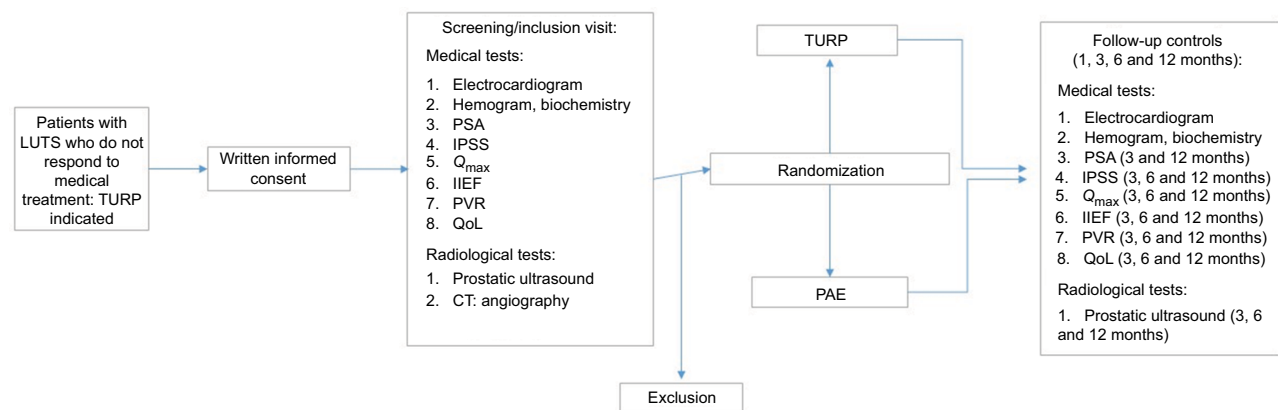 Patients with
LUTS who do not
respond to
medical
treatment: TURP
indicated
Written informed
consent
Screening/inclusion visit:
Medical tests:
1. Electrocardiogram
2. Hemogram, biochemistry
3. PSA
4. IPSS
5. Qmax
6. IIEF
7. PVR
8. QoL
Radiological tests:
1. Prostatic ultrasound
2. CT: angiography
TURP
Randomization
PAE
Exclusion
Follow-up controls
(1, 3, 6 and 12 months):
Medical tests:
1. Electrocardiogram
2. Hemogram, biochemistry
3. PSA (3 and 12 months)
4. IPSS (3, 6 and 12 months)
5. Qmax (3, 6 and 12 months)
6. IIEF (3, 6 and 12 months)
7. PVR (3, 6 and 12 months)
8. QoL (3, 6 and 12 months)
Radiological tests:
1. Prostatic ultrasound (3, 6
and 12 months)